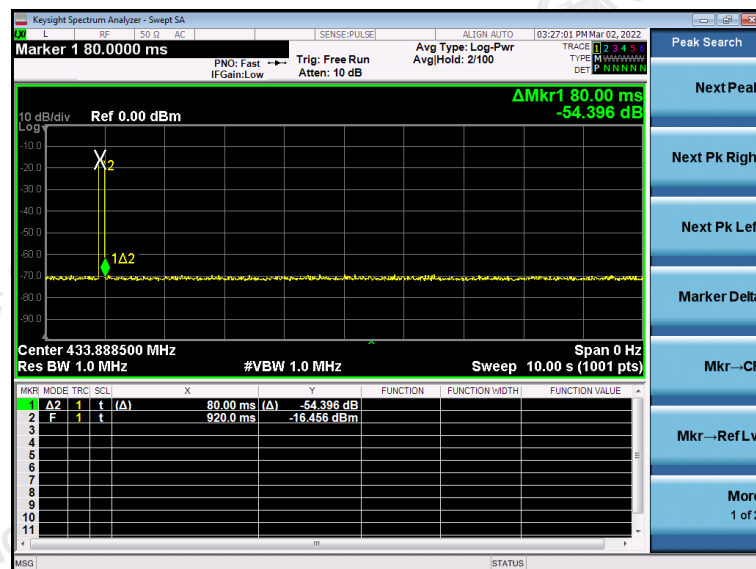 Keysight Spectrum Analyzer - Swept SA
LXI L RF 50 Ω AC SENSE:PULSE ALIGN AUTO 03:27:01 PM Mar 02, 2022
Marker 1 80.0000 ms
PNO: Fast
IFGain:Low
Trig: Free Run
Atten: 10 dB
Avg Type: Log-Pwr
Avg|Hold: 2/100
TRACE 1 2 3 4 5 6
TYPE M WWWWW
DET P N N N N N
ΔMkr1 80.00 ms
-54.396 dB
10 dB/div Ref 0.00 dBm
Log
-10.0
-20.0
-30.0
-40.0
-50.0
-60.0
-70.0
-80.0
-90.0
X2
1Δ2
Center 433.888500 MHz Span 0 Hz
Res BW 1.0 MHz #VBW 1.0 MHz Sweep 10.00 s (1001 pts)
MKR MODE TRC SCL X Y FUNCTION FUNCTION WIDTH FUNCTION VALUE
1 Δ2 1 t (Δ) 80.00 ms (Δ) -54.396 dB
2 F 1 t 920.0 ms -16.456 dBm
3
4
5
6
7
8
9
10
11
MSG STATUS
Peak Search
Next Peak
Next Pk Righ
Next Pk Left
Marker Delta
Mkr→CF
Mkr→Ref Lv
More
1 of 2